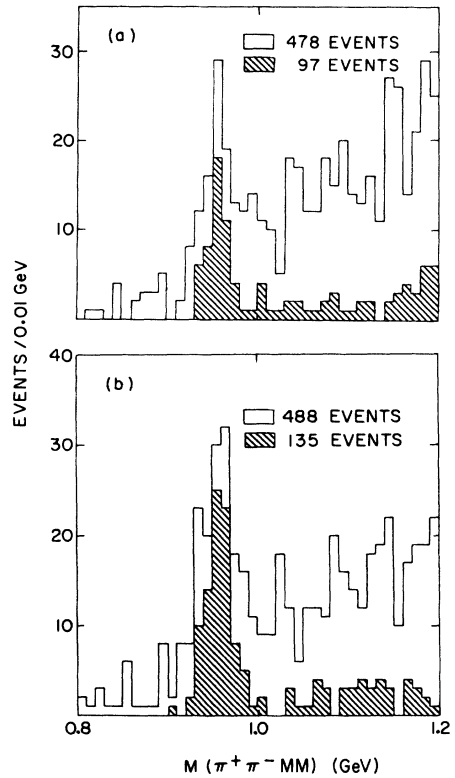 30
20
10
(a)
478 EVENTS
97 EVENTS
EVENTS/0.01 GeV
40
30
20
10
(b)
488 EVENTS
135 EVENTS
0.8
1.0
1.2
M (π+ π− MM) (GeV)